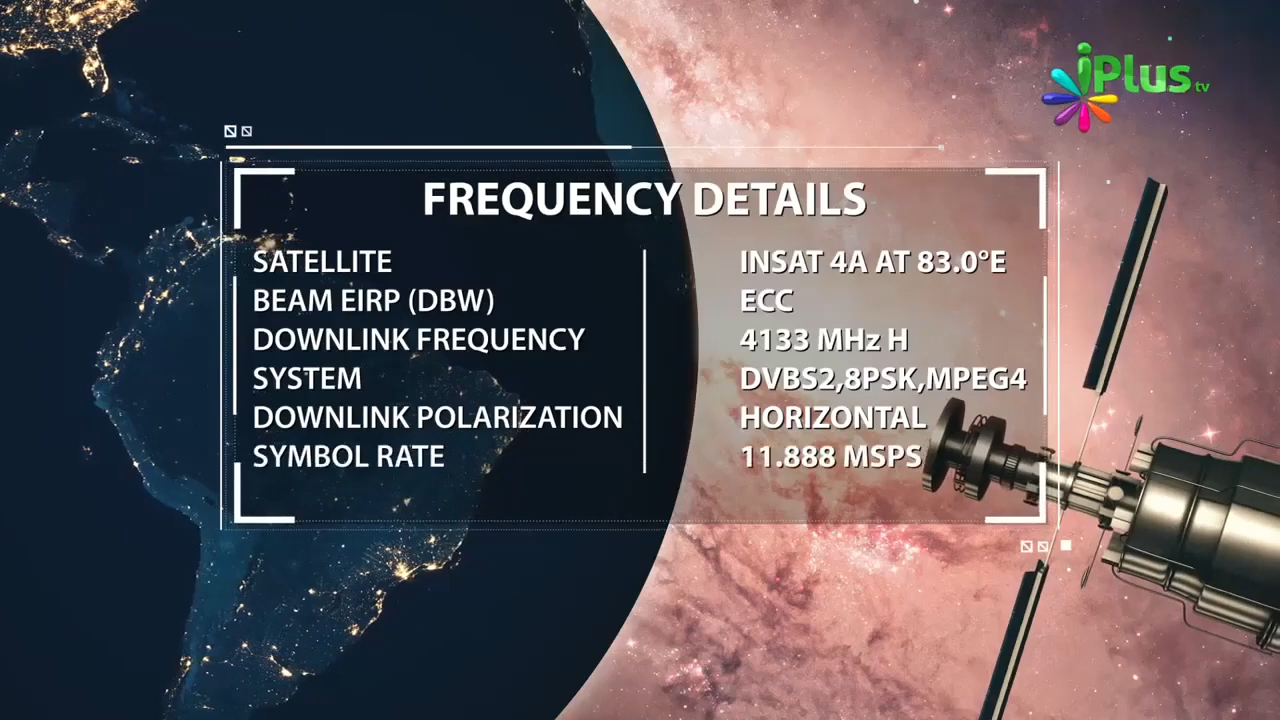 iPlus tv
FREQUENCY DETAILS
SATELLITE INSAT 4A AT 83.0°E
BEAM EIRP (DBW) ECC
DOWNLINK FREQUENCY 4133 MHz H
SYSTEM DVBS2,8PSK,MPEG4
DOWNLINK POLARIZATION HORIZONTAL
SYMBOL RATE 11.888 MSPS